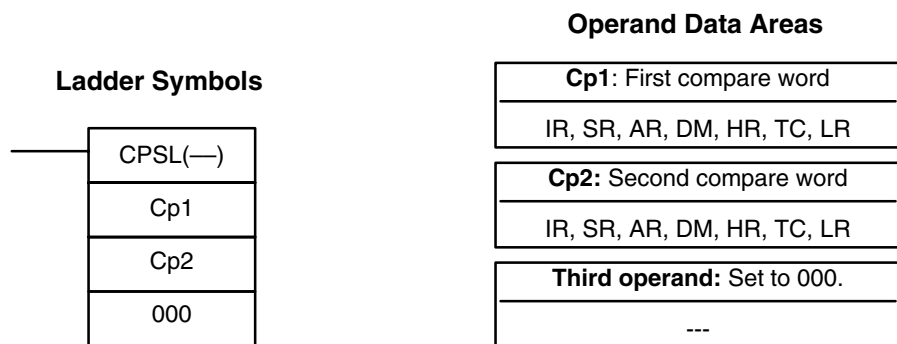 Ladder Symbols
CPSL(—)
Cp1
Cp2
000
Operand Data Areas
Cp1: First compare word
IR, SR, AR, DM, HR, TC, LR
Cp2: Second compare word
IR, SR, AR, DM, HR, TC, LR
Third operand: Set to 000.
---